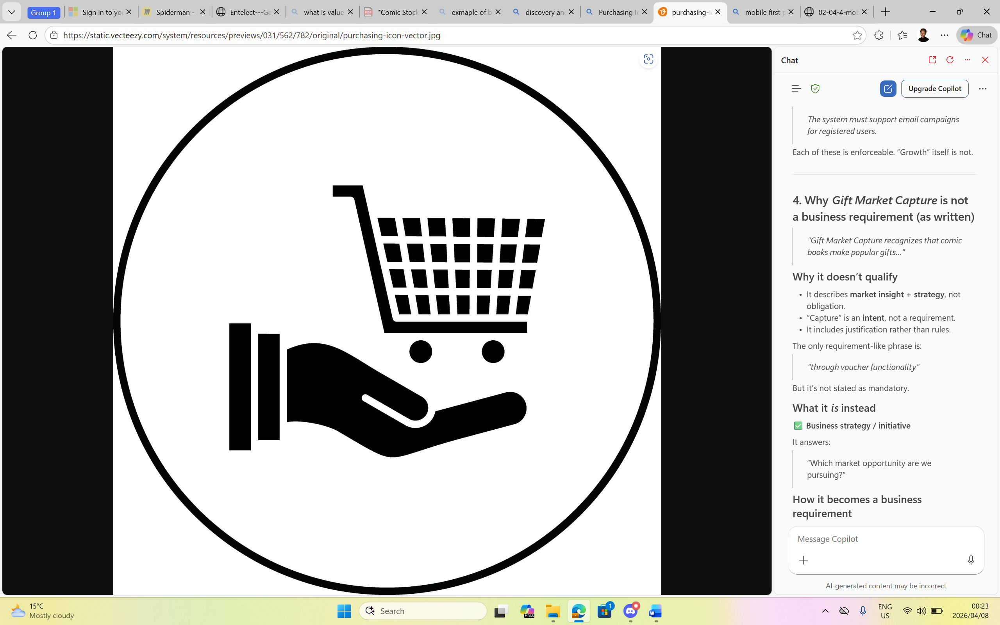 Group 1
Sign in to yo
Spiderman -
Entelect---Ge
what is value
*Comic Stock
exmaple of b
discovery an
Purchasing Ic
purchasing-i
mobile first p
02-04-4-mob
https://static.vecteezy.com/system/resources/previews/031/562/782/original/purchasing-icon-vector.jpg
Chat
Chat
Upgrade Copilot
The system must support email campaigns
for registered users.
Each of these is enforceable. “Growth” itself is not.
4. Why Gift Market Capture is not
a business requirement (as written)
"Gift Market Capture recognizes that comic
books make popular gifts…"
Why it doesn’t qualify
• It describes market insight + strategy, not
obligation.
• “Capture” is an intent, not a requirement.
• It includes justification rather than rules.
The only requirement-like phrase is:
"through voucher functionality"
But it’s not stated as mandatory.
What it is instead
✅ Business strategy / initiative
It answers:
“Which market opportunity are we
pursuing?”
How it becomes a business
requirement
Message Copilot
AI-generated content may be incorrect
15°C
Mostly cloudy
Search
M365
1
ENG
US
00:23
2026/04/08